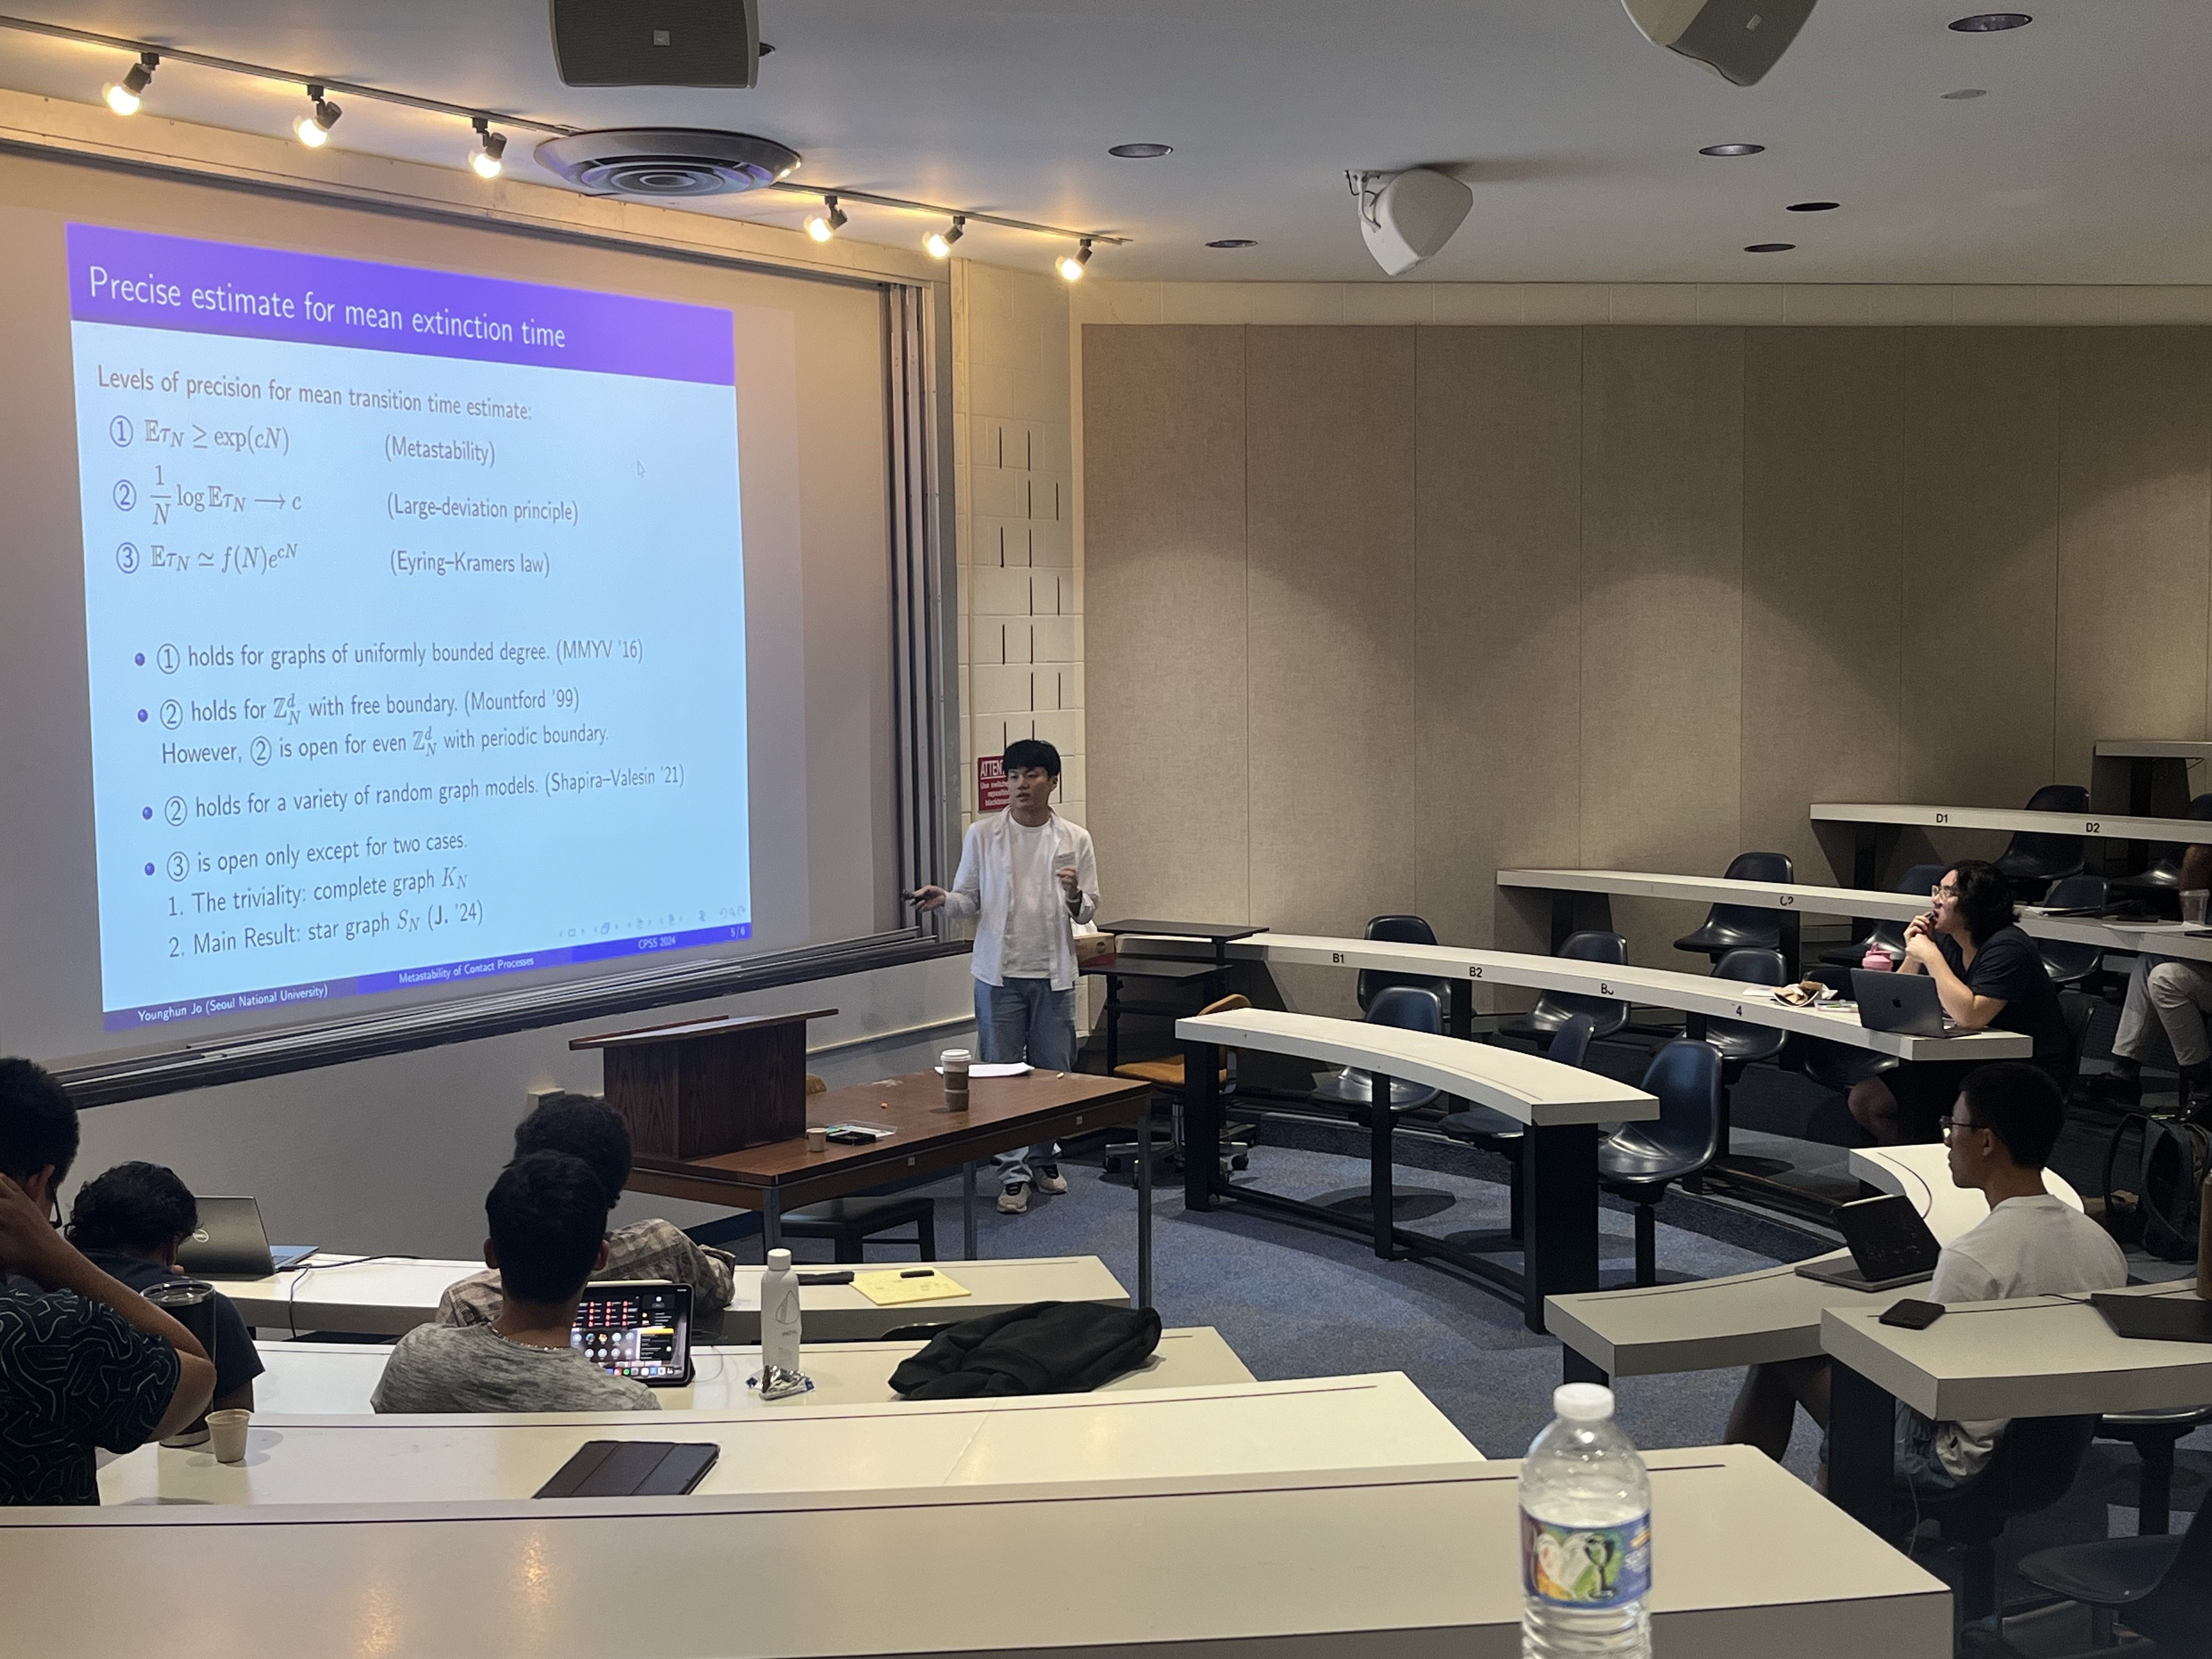 Precise estimate for mean extinction time
Levels of precision for mean transition time estimate:
① 𝔼τ_N ≥ exp(cN) (Metastability)
② 1/N log 𝔼τ_N ⟶ c (Large-deviation principle)
③ 𝔼τ_N ≃ f(N)e^{cN} (Eyring–Kramers law)
• ① holds for graphs of uniformly bounded degree. (MMYV '16)
• ② holds for ℤ_N^d with free boundary. (Mountford '99)
However, ② is open for even ℤ_N^d with periodic boundary.
• ② holds for a variety of random graph models. (Shapira–Valesin '21)
• ③ is open only except for two cases.
1. The triviality: complete graph K_N
2. Main Result: star graph S_N (J. '24)
Younghun Jo (Seoul National University) Metastability of Contact Processes CPSS 2024 5/6
D1
D2
C2
B1
B2
4
DELL